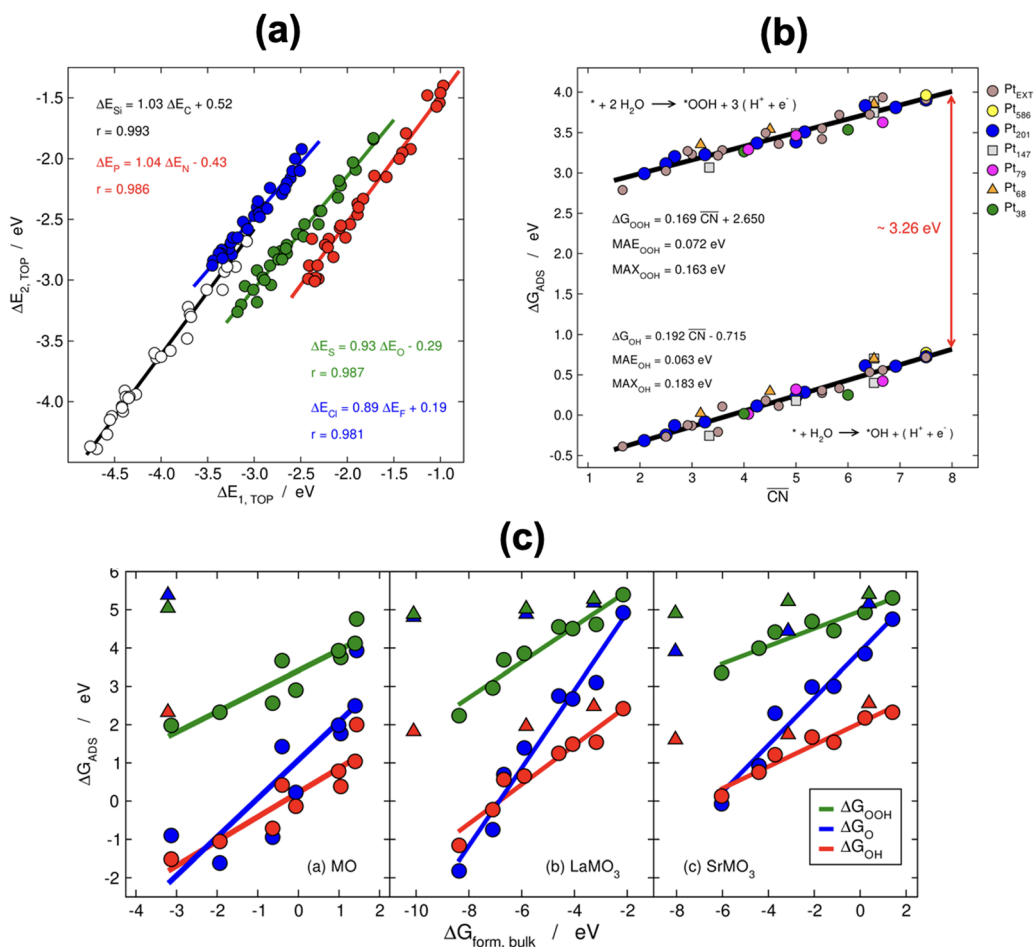 (a)
ΔE_Si = 1.03 ΔE_C + 0.52
r = 0.993
ΔE_P = 1.04 ΔE_N - 0.43
r = 0.986
ΔE_S = 0.93 ΔE_O - 0.29
r = 0.987
ΔE_Cl = 0.89 ΔE_F + 0.19
r = 0.981
-1.5
-2.0
-2.5
-3.0
-3.5
-4.0
ΔE_2, TOP / eV
-4.5 -4.0 -3.5 -3.0 -2.5 -2.0 -1.5 -1.0
ΔE_1, TOP / eV
(b)
* + 2 H₂O → *OOH + 3 ( H⁺ + e⁻ )
ΔG_OOH = 0.169 C̅N̅ + 2.650
MAE_OOH = 0.072 eV
MAX_OOH = 0.163 eV
~ 3.26 eV
ΔG_OH = 0.192 C̅N̅ - 0.715
MAE_OH = 0.063 eV
MAX_OH = 0.183 eV
* + H₂O → *OH + ( H⁺ + e⁻ )
4.0
3.5
3.0
2.5
2.0
1.5
1.0
0.5
0.0
-0.5
ΔG_ADS / eV
1 2 3 4 5 6 7 8
C̅N̅
Pt_EXT
Pt_586
Pt_201
Pt_147
Pt_79
Pt_68
Pt_38
(c)
6
5
4
3
2
1
0
-1
-2
ΔG_ADS / eV
(a) MO
(b) LaMO₃
(c) SrMO₃
ΔG_OOH
ΔG_O
ΔG_OH
-4 -3 -2 -1 0 1 2
-10 -8 -6 -4 -2
-8 -6 -4 -2 0 2
ΔG_form, bulk / eV